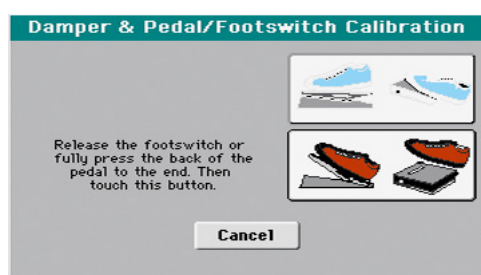 Damper & Pedal/Footswitch Calibration
Release the footswitch or
fully press the back of the
pedal to the end. Then
touch this button.
Cancel